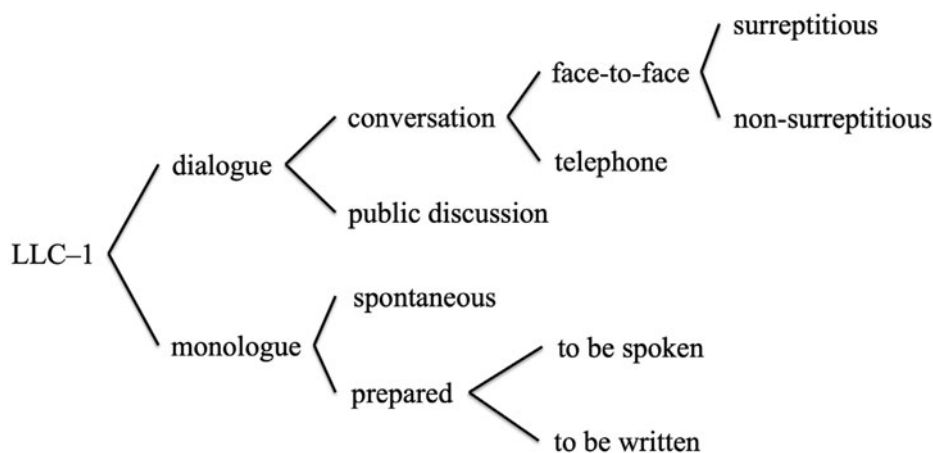 surreptitious
face-to-face
non-surreptitious
conversation
telephone
dialogue
public discussion
LLC–1
spontaneous
monologue
to be spoken
prepared
to be written